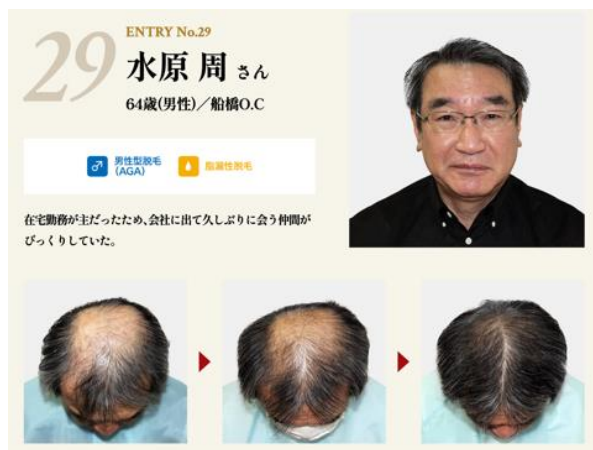 29
ENTRY No.29
水原 周 さん
64歳(男性)/船橋O.C
男性型脱毛
(AGA)
脂漏性脱毛
在宅勤務が主だったため、会社に出て久しぶりに会う仲間が
びっくりしていた。